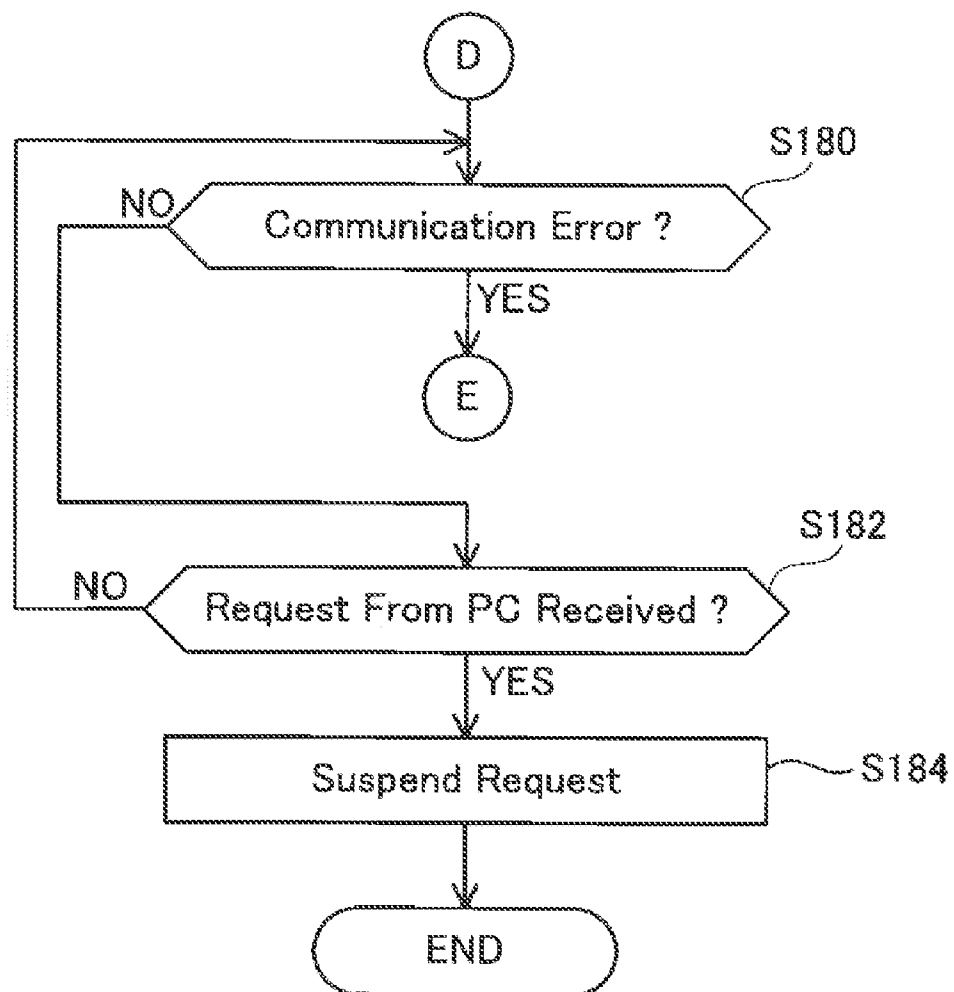 D
S180
NO
Communication Error ?
YES
E
S182
NO
Request From PC Received ?
YES
Suspend Request
S184
END